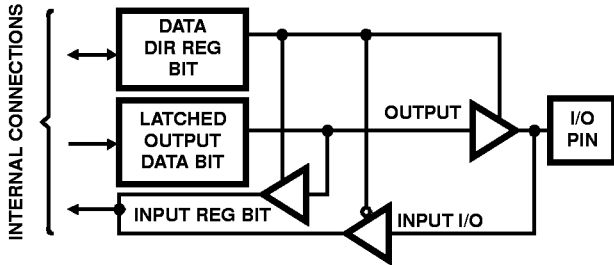 INTERNAL CONNECTIONS
DATA
DIR REG
BIT
LATCHED
OUTPUT
DATA BIT
OUTPUT
I/O
PIN
INPUT REG BIT
INPUT I/O